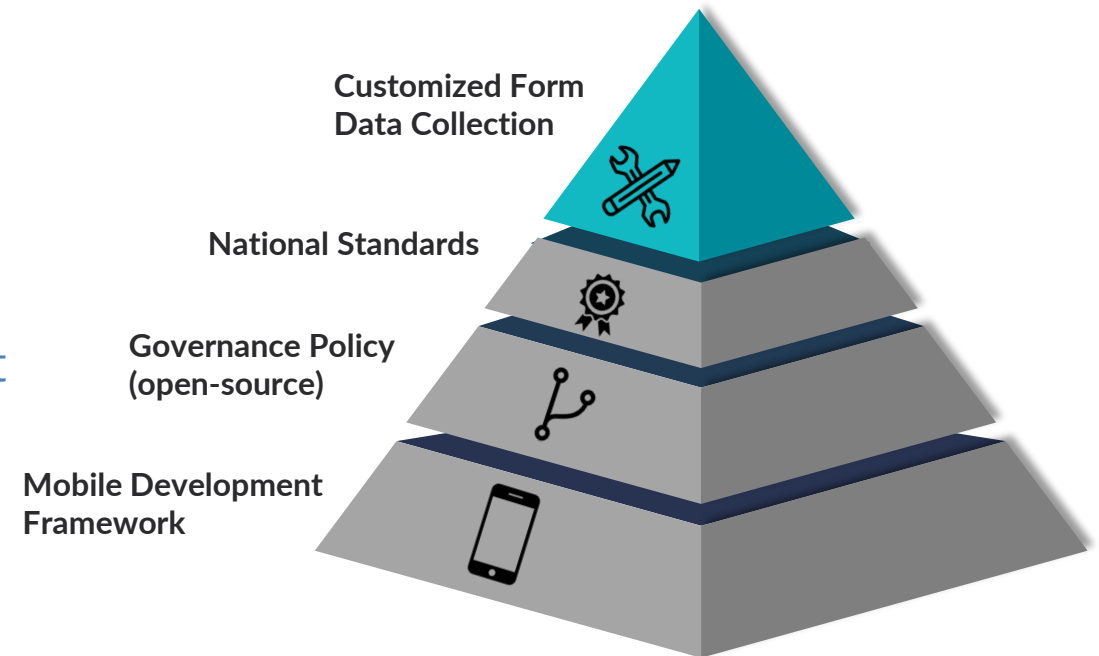 Customized Form
Data Collection
National Standards
Governance Policy
(open-source)
Mobile Development
Framework